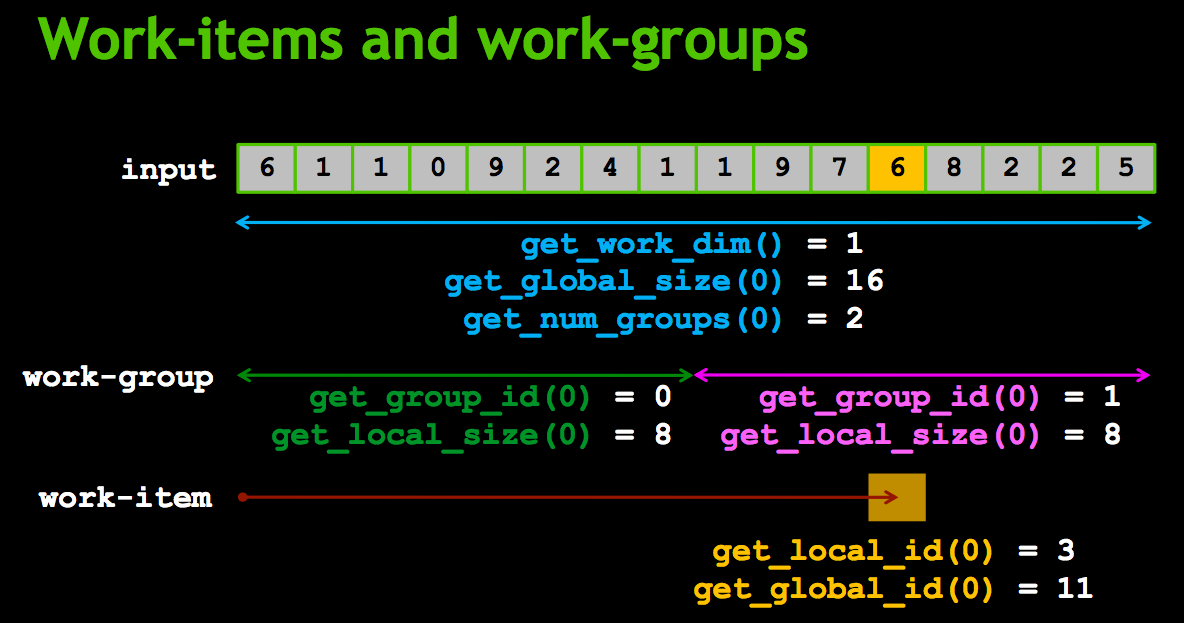 Work-items and work-groups
input 6 1 1 0 9 2 4 1 1 9 7 6 8 2 2 5
get_work_dim() = 1
get_global_size(0) = 16
get_num_groups(0) = 2
work-group
get_group_id(0) = 0 get_group_id(0) = 1
get_local_size(0) = 8 get_local_size(0) = 8
work-item
get_local_id(0) = 3
get_global_id(0) = 11